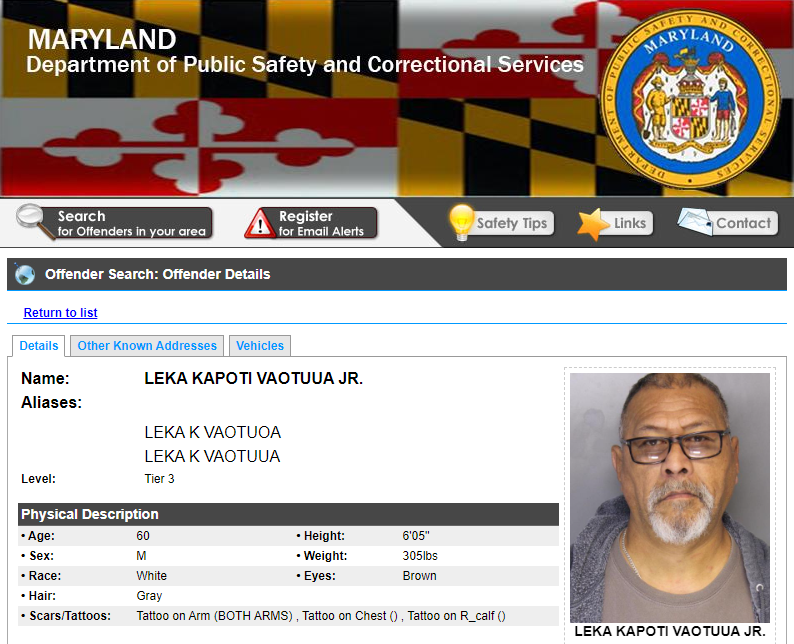 MARYLAND
Department of Public Safety and Correctional Services
DEPARTMENT OF PUBLIC SAFETY AND CORRECTIONAL SERVICES
MARYLAND
Search
for Offenders in your area
Register
for Email Alerts
Safety Tips
Links
Contact
Offender Search: Offender Details
Return to list
Details Other Known Addresses Vehicles
Name: LEKA KAPOTI VAOTUUA JR.
Aliases:
LEKA K VAOTUOA
LEKA K VAOTUUA
Level: Tier 3
Physical Description
• Age: 60 • Height: 6'05"
• Sex: M • Weight: 305lbs
• Race: White • Eyes: Brown
• Hair: Gray
• Scars/Tattoos: Tattoo on Arm (BOTH ARMS) , Tattoo on Chest () , Tattoo on R_calf ()
LEKA KAPOTI VAOTUUA JR.